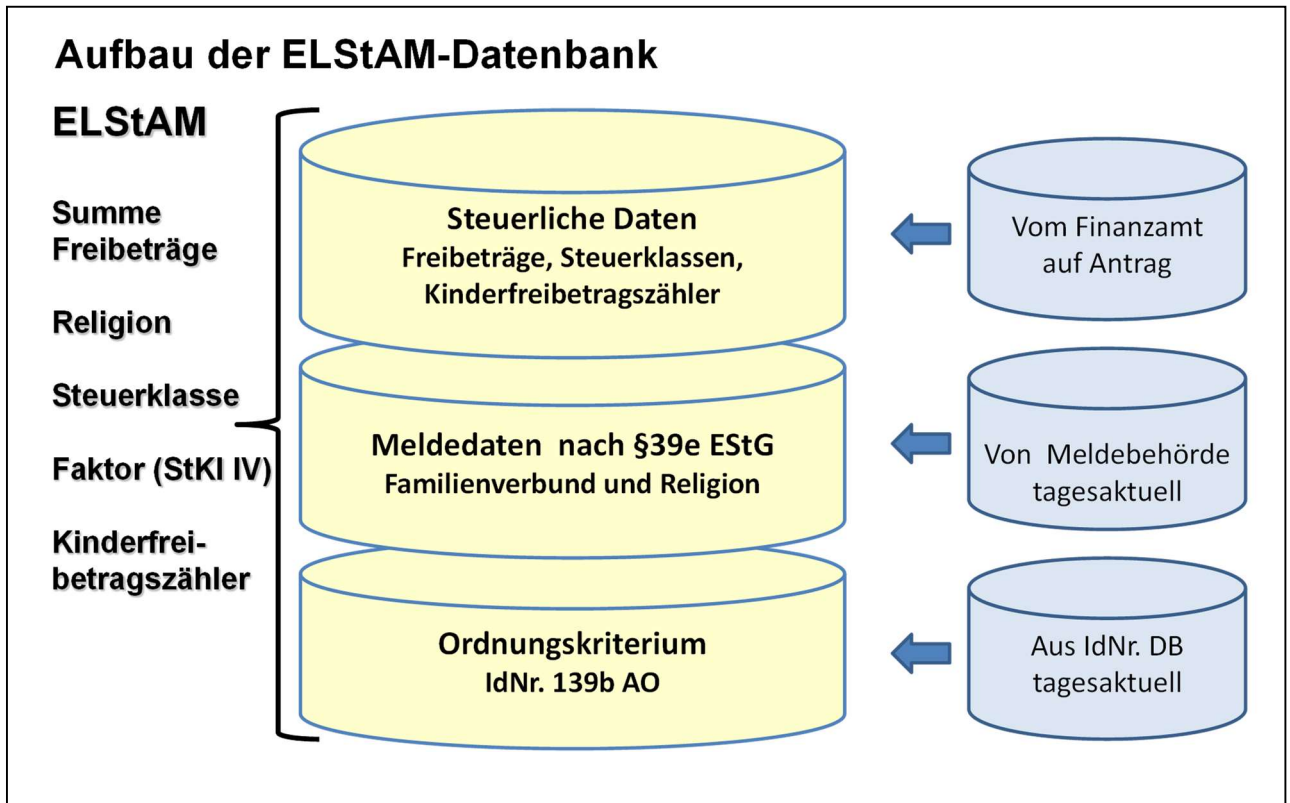 Aufbau der ELStAM-Datenbank
ELStAM
Summe
Freibeträge
Religion
Steuerklasse
Faktor (StKl IV)
Kinderfrei-
betragszähler
Steuerliche Daten
Freibeträge, Steuerklassen,
Kinderfreibetragszähler
Meldedaten nach §39e EStG
Familienverbund und Religion
Ordnungskriterium
IdNr. 139b AO
Vom Finanzamt
auf Antrag
Von Meldebehörde
tagesaktuell
Aus IdNr. DB
tagesaktuell